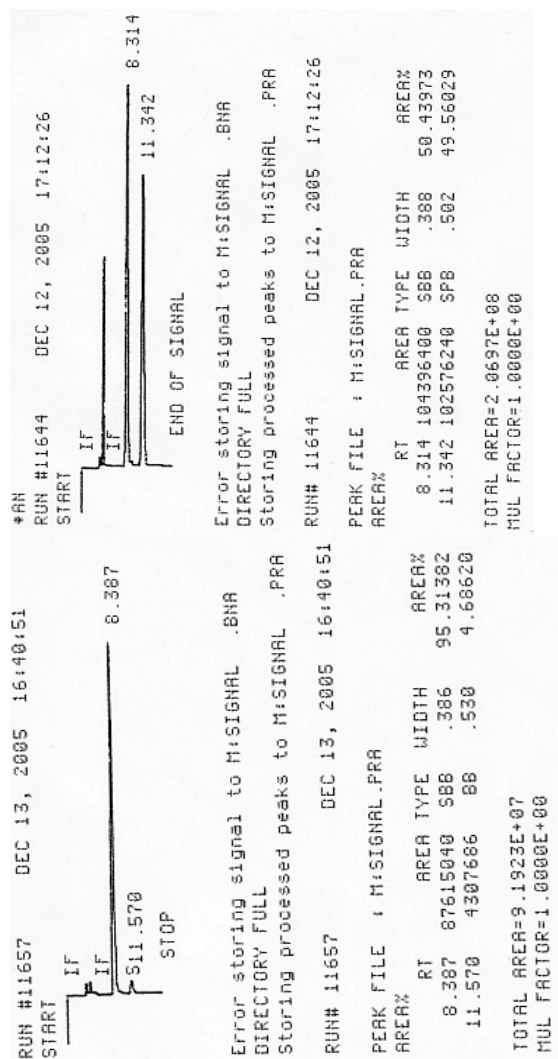 *AN
RUN #11644 DEC 12, 2005 17:12:26
START
IF
IF
8.314
11.342
END OF SIGNAL
Error storing signal to M:SIGNAL .BNA
DIRECTORY FULL
Storing processed peaks to M:SIGNAL .PRA
RUN# 11644 DEC 12, 2005 17:12:26
PEAK FILE : M:SIGNAL.PRA
AREA%
RT AREA TYPE WIDTH AREA%
8.314 104396400 SBB .388 50.43973
11.342 102576240 SPB .502 49.56029
TOTAL AREA=2.0697E+08
MUL FACTOR=1.0000E+00
RUN #11657 DEC 13, 2005 16:40:51
START
IF
IF
8.387
S11.570
STOP
Error storing signal to M:SIGNAL .BNA
DIRECTORY FULL
Storing processed peaks to M:SIGNAL .PRA
RUN# 11657 DEC 13, 2005 16:40:51
PEAK FILE : M:SIGNAL.PRA
AREA%
RT AREA TYPE WIDTH AREA%
8.387 87615040 SBB .386 95.31382
11.570 4307686 BB .530 4.68620
TOTAL AREA=9.1923E+07
MUL FACTOR=1.0000E+00